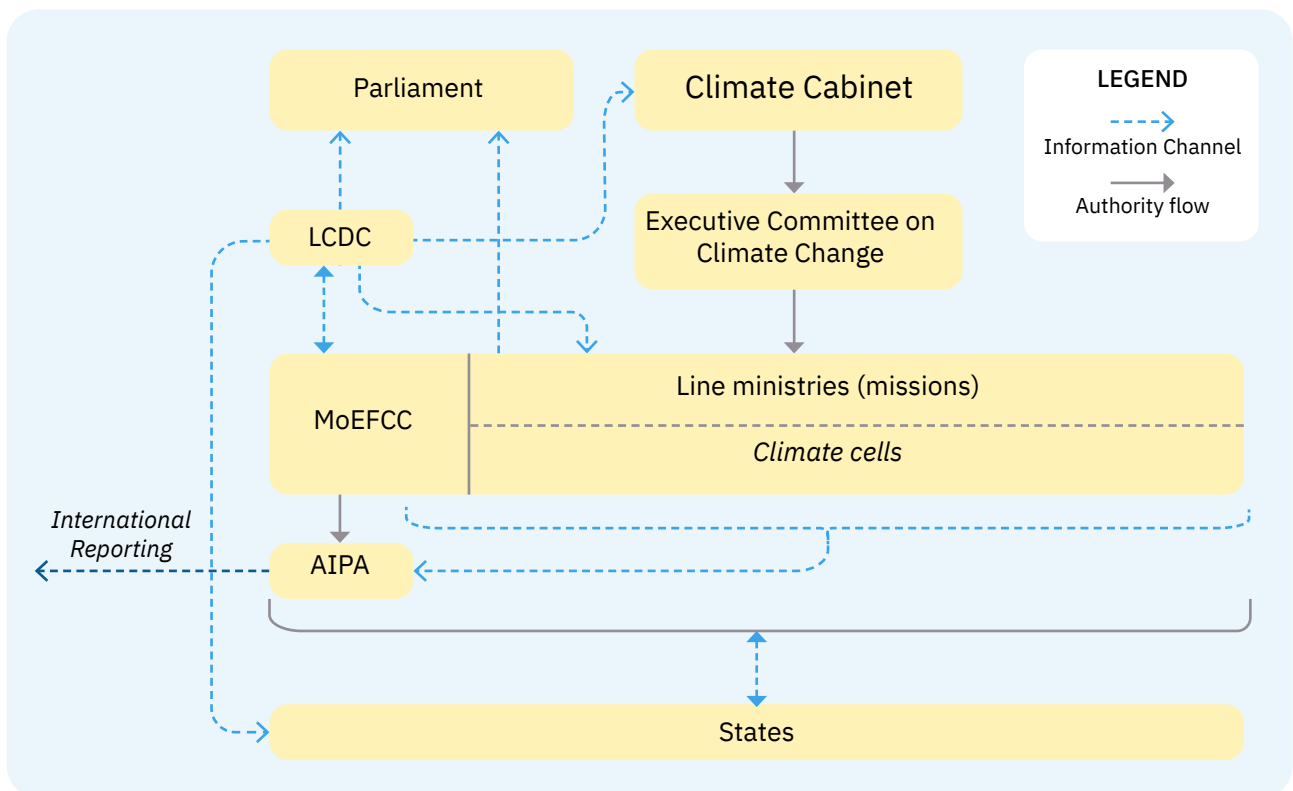 Parliament
Climate Cabinet
LEGEND
Information Channel
Authority flow
LCDC
Executive Committee on
Climate Change
MoEFCC
Line ministries (missions)
Climate cells
International
Reporting
AIPA
States